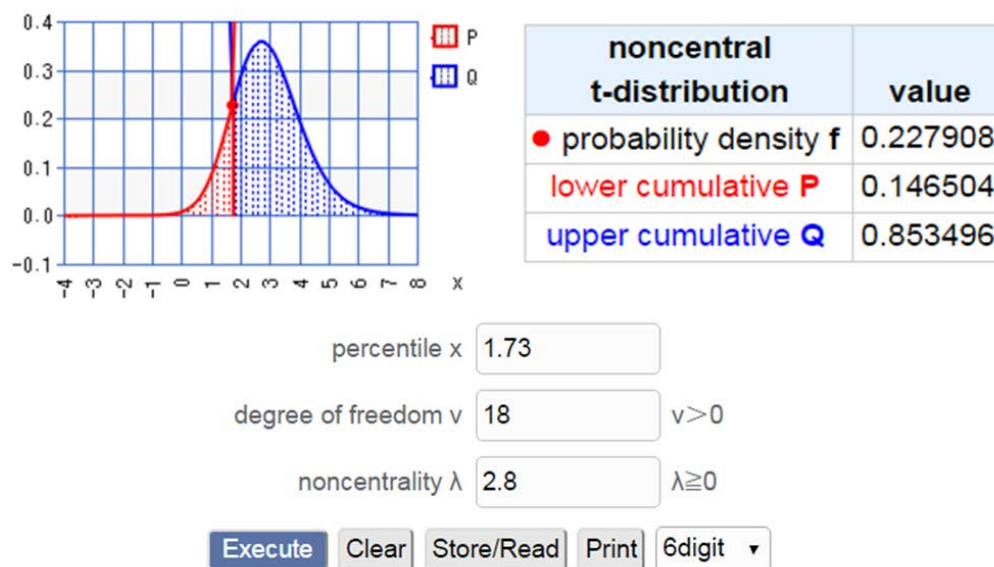 0.4
0.3
0.2
0.1
0.0
-0.1
-4 -3 -2 -1 0 1 2 3 4 5 6 7 8 x
P
Q
noncentral
t-distribution value
probability density f 0.227908
lower cumulative P 0.146504
upper cumulative Q 0.853496
percentile x 1.73
degree of freedom ν 18 ν>0
noncentrality λ 2.8 λ≧0
Execute Clear Store/Read Print 6digit